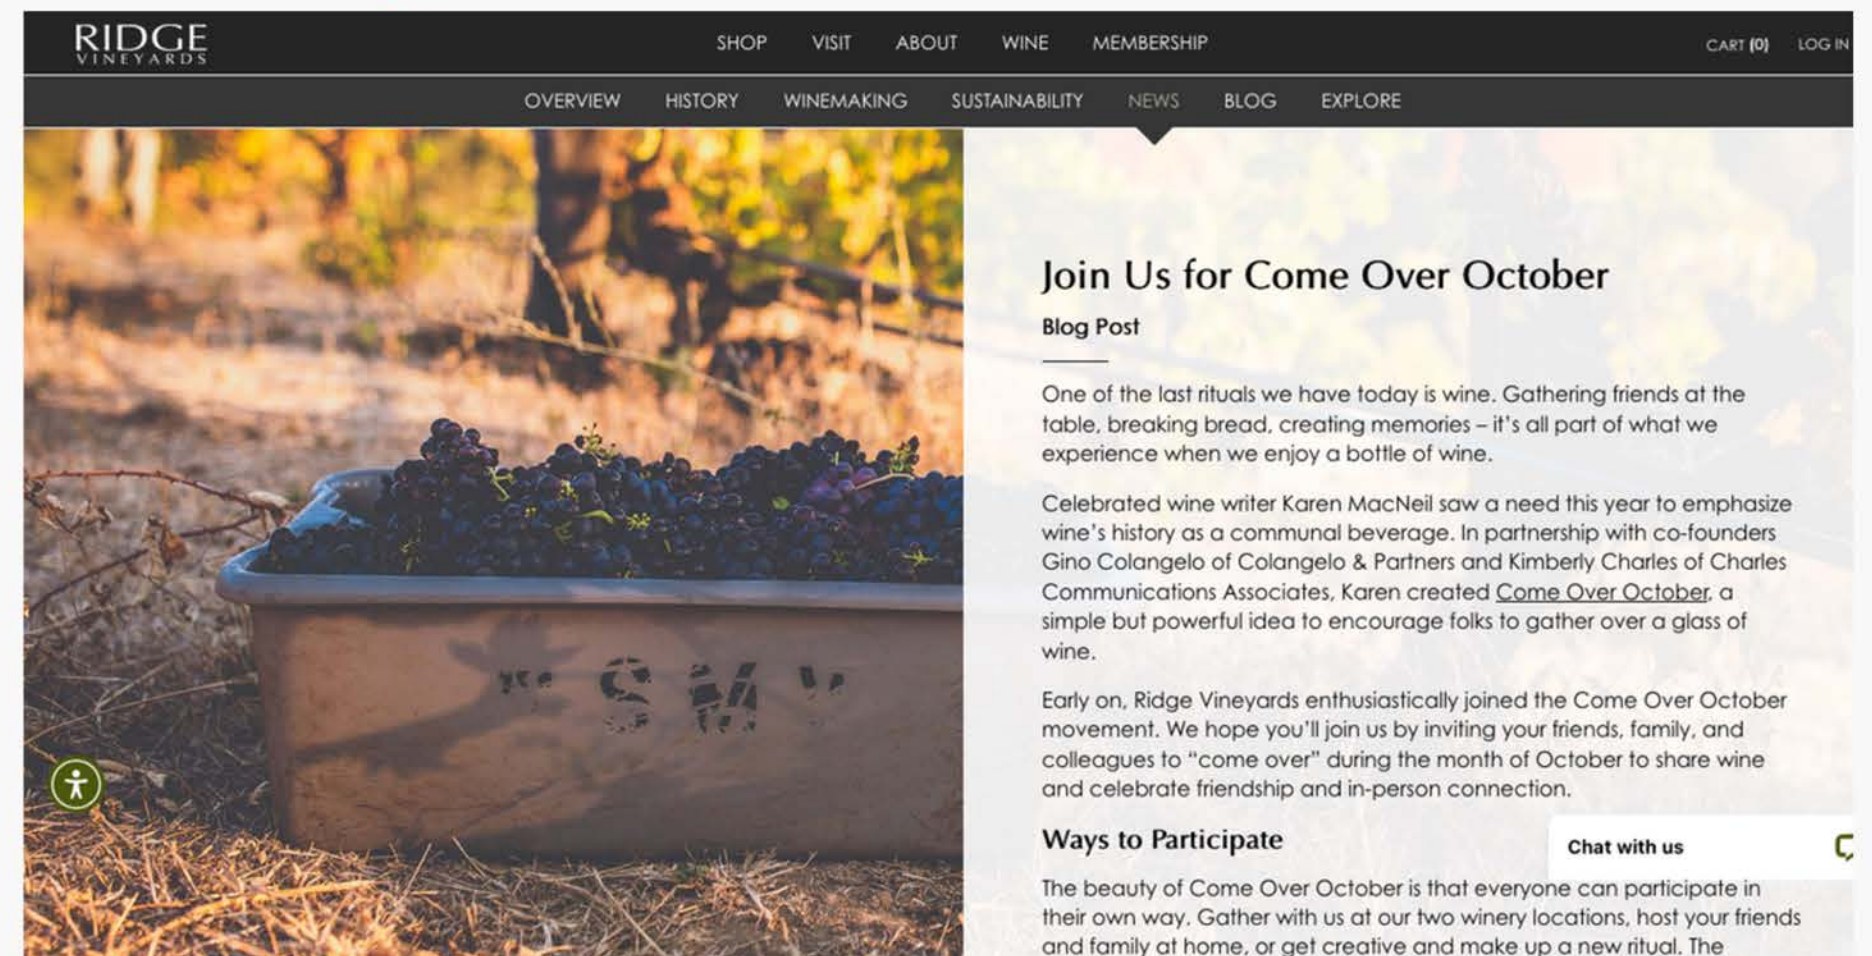 RIDGE
VINEYARDS
SHOP VISIT ABOUT WINE MEMBERSHIP
CART (0) LOG IN
OVERVIEW HISTORY WINEMAKING SUSTAINABILITY NEWS BLOG EXPLORE
Join Us for Come Over October
Blog Post
One of the last rituals we have today is wine. Gathering friends at the
table, breaking bread, creating memories – it's all part of what we
experience when we enjoy a bottle of wine.
Celebrated wine writer Karen MacNeil saw a need this year to emphasize
wine's history as a communal beverage. In partnership with co-founders
Gino Colangelo of Colangelo & Partners and Kimberly Charles of Charles
Communications Associates, Karen created Come Over October, a
simple but powerful idea to encourage folks to gather over a glass of
wine.
Early on, Ridge Vineyards enthusiastically joined the Come Over October
movement. We hope you'll join us by inviting your friends, family, and
colleagues to "come over" during the month of October to share wine
and celebrate friendship and in-person connection.
Ways to Participate
Chat with us
The beauty of Come Over October is that everyone can participate in
their own way. Gather with us at our two winery locations, host your friends
and family at home, or get creative and make up a new ritual. The